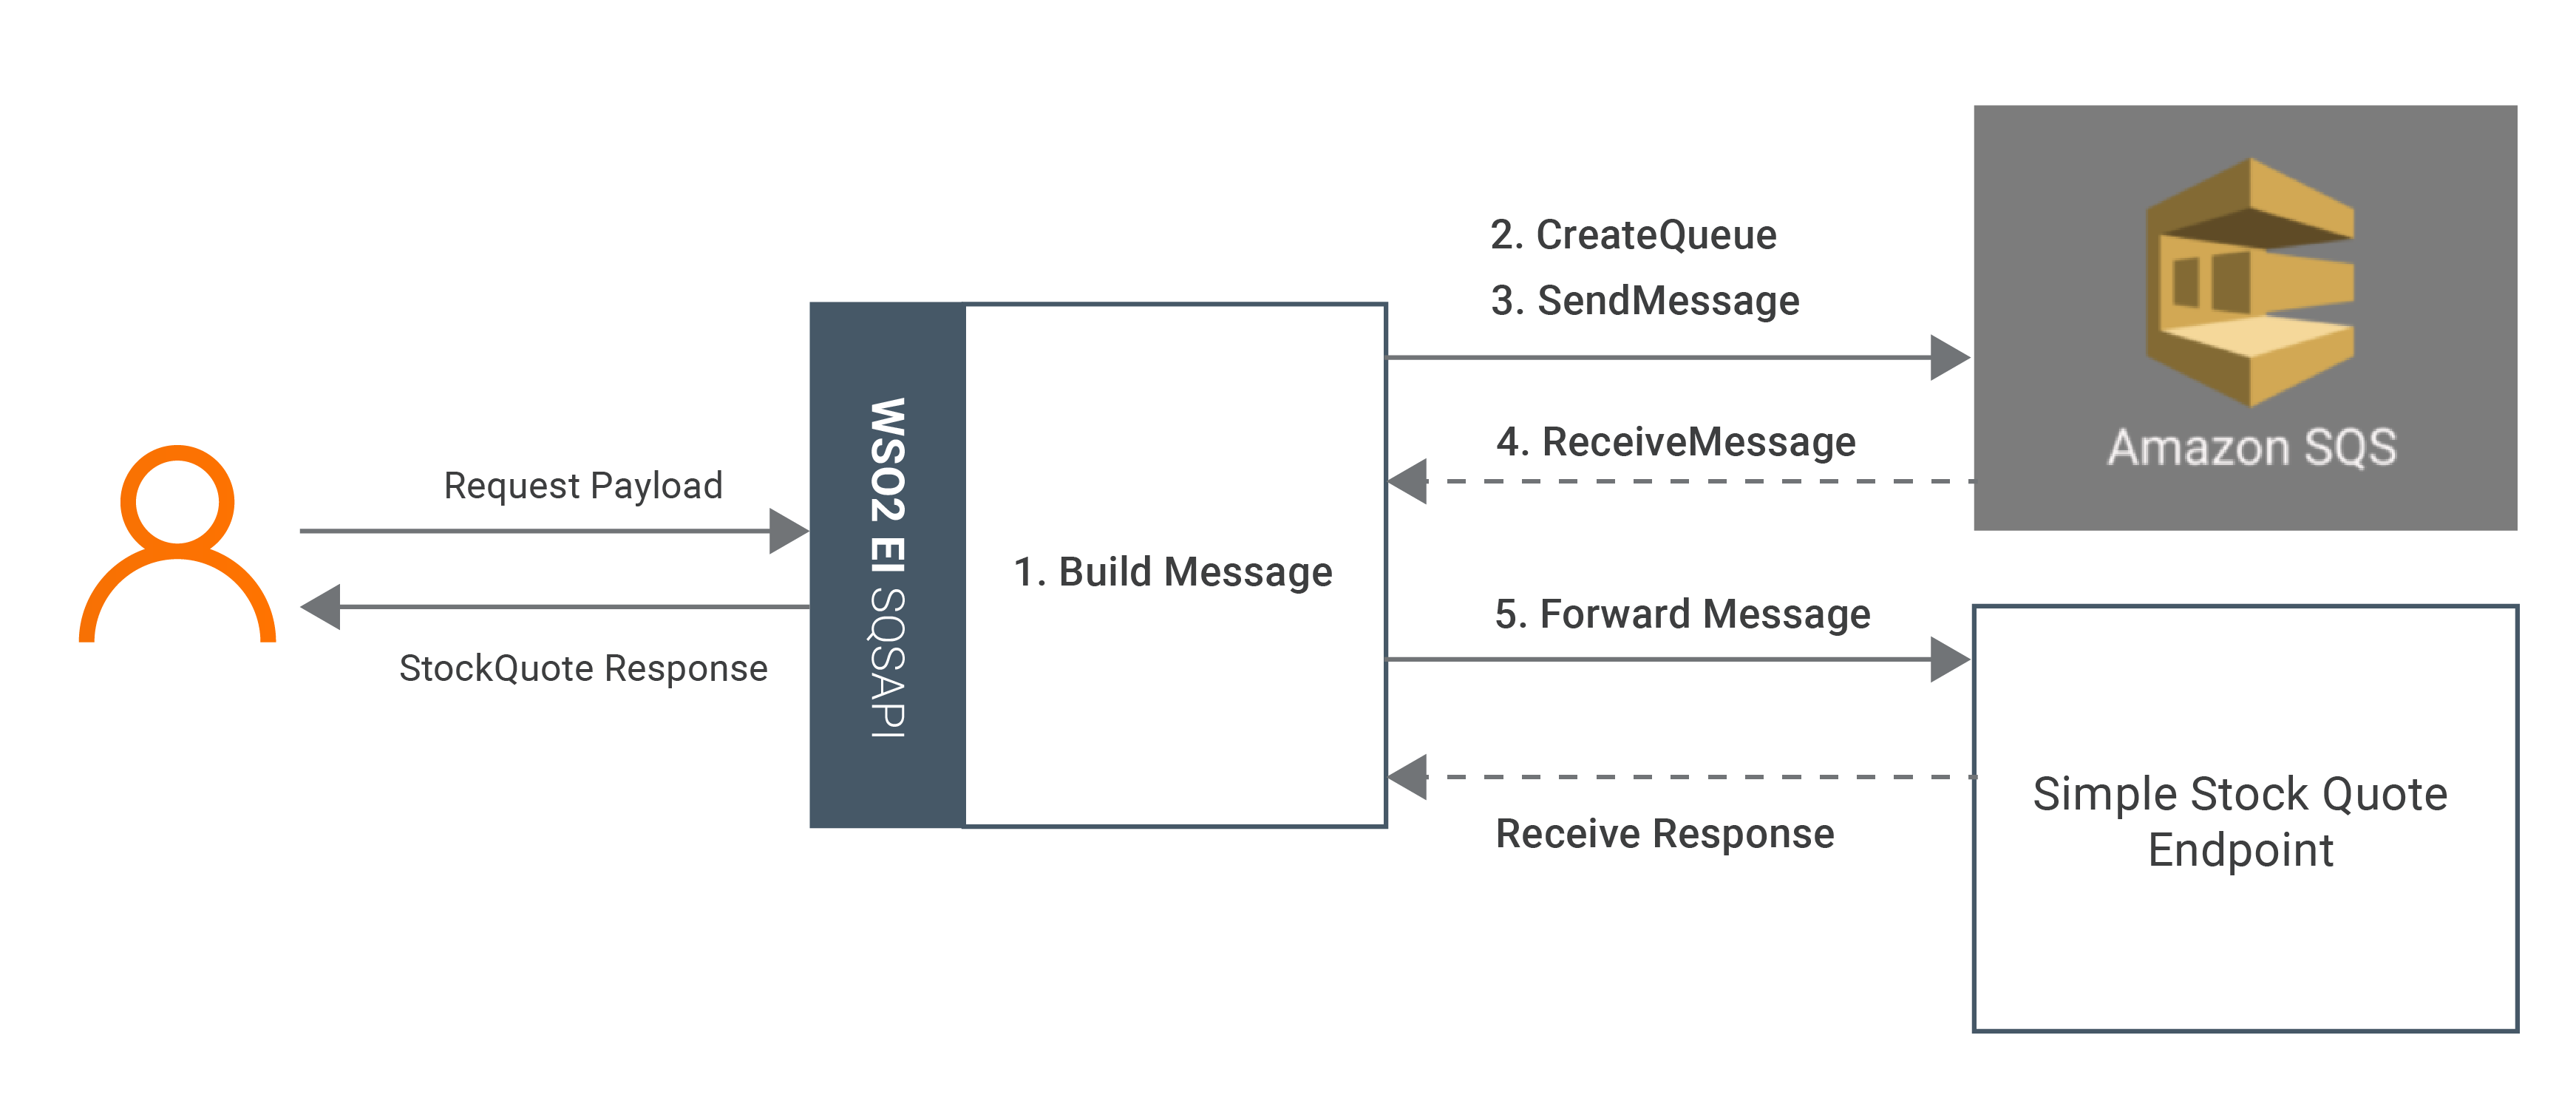 Request Payload
StockQuote Response
WSO2 EI SQSAPI
1. Build Message
2. CreateQueue
3. SendMessage
4. ReceiveMessage
5. Forward Message
Receive Response
Amazon SQS
Simple Stock Quote
Endpoint